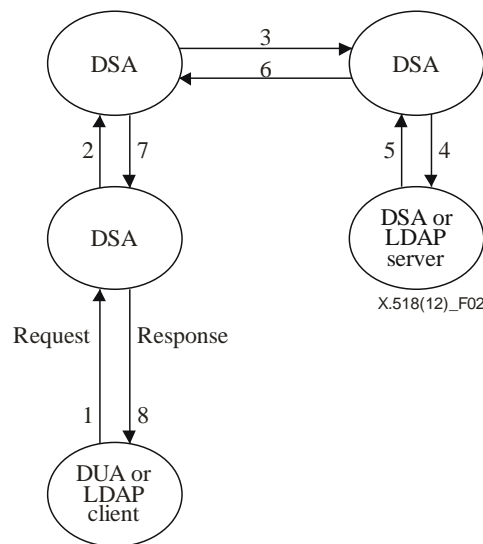 3
DSA
DSA
6
2
7
5
4
DSA
DSA or
LDAP
server
X.518(12)_F02
Request
Response
1
8
DUA or
LDAP
client